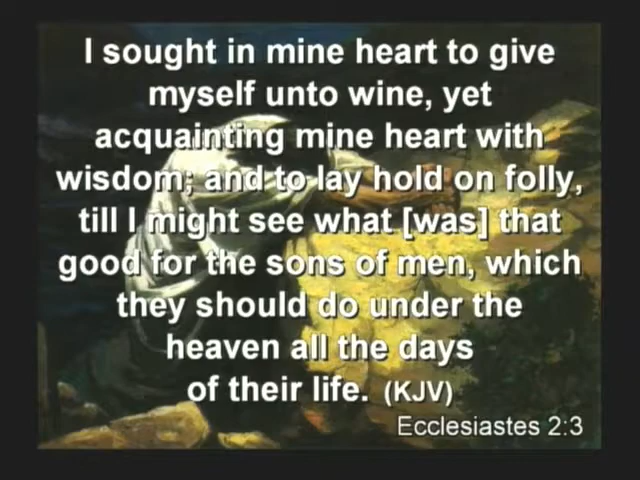 I sought in mine heart to give
myself unto wine, yet
acquainting mine heart with
wisdom; and to lay hold on folly,
till I might see what [was] that
good for the sons of men, which
they should do under the
heaven all the days
of their life. (KJV)
Ecclesiastes 2:3